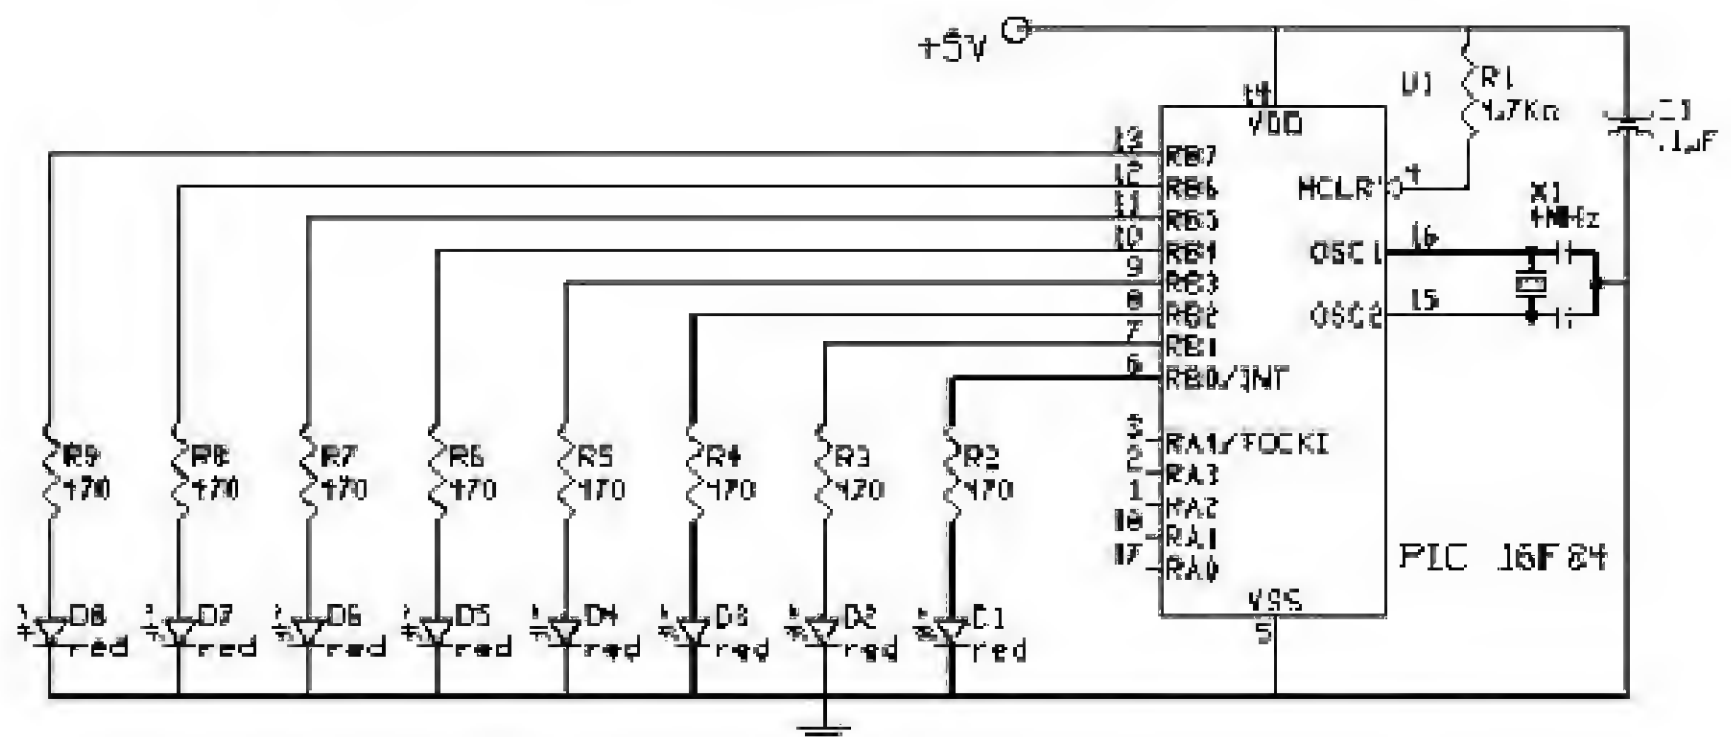 +5V
U1
R1
4.7KΩ
C1
.1µF
14
VDD
13
RB7
12
RB6
MCLR
4
11
RB5
X1
4MHz
10
RB4
OSC1
16
9
RB3
8
RB2
OSC2
15
7
RB1
6
RB0/INT
R9
470
R8
470
R7
470
R6
470
R5
470
R4
470
R3
470
R2
470
3
RA4/TOCKI
2
RA3
1
RA2
18
RA1
17
RA0
PIC 16F84
VSS
5
D8
red
D7
red
D6
red
D5
red
D4
red
D3
red
D2
red
D1
red